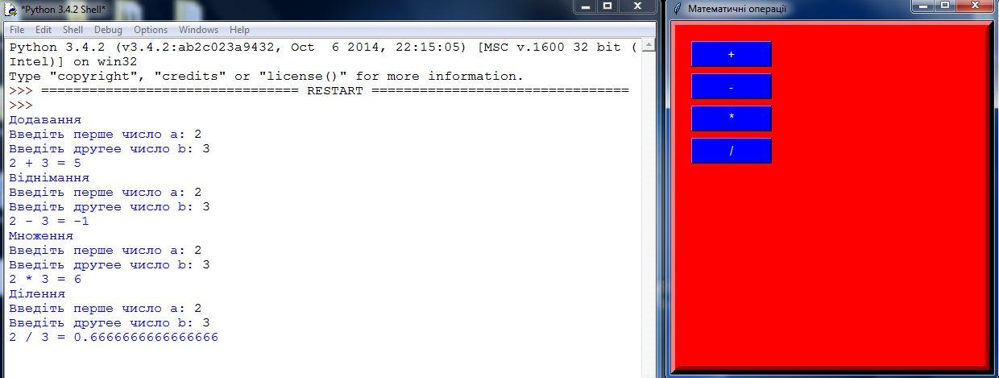 *Python 3.4.2 Shell*
File Edit Shell Debug Options Windows Help
Python 3.4.2 (v3.4.2:ab2c023a9432, Oct  6 2014, 22:15:05) [MSC v.1600 32 bit (
Intel)] on win32
Type "copyright", "credits" or "license()" for more information.
>>> ================================ RESTART ================================
>>>
Додавання
Введіть перше число a: 2
Введіть другее число b: 3
2 + 3 = 5
Віднімання
Введіть перше число a: 2
Введіть другее число b: 3
2 - 3 = -1
Множення
Введіть перше число a: 2
Введіть другее число b: 3
2 * 3 = 6
Ділення
Введіть перше число a: 2
Введіть другее число b: 3
2 / 3 = 0.6666666666666666
Математичні операції
+
-
*
/